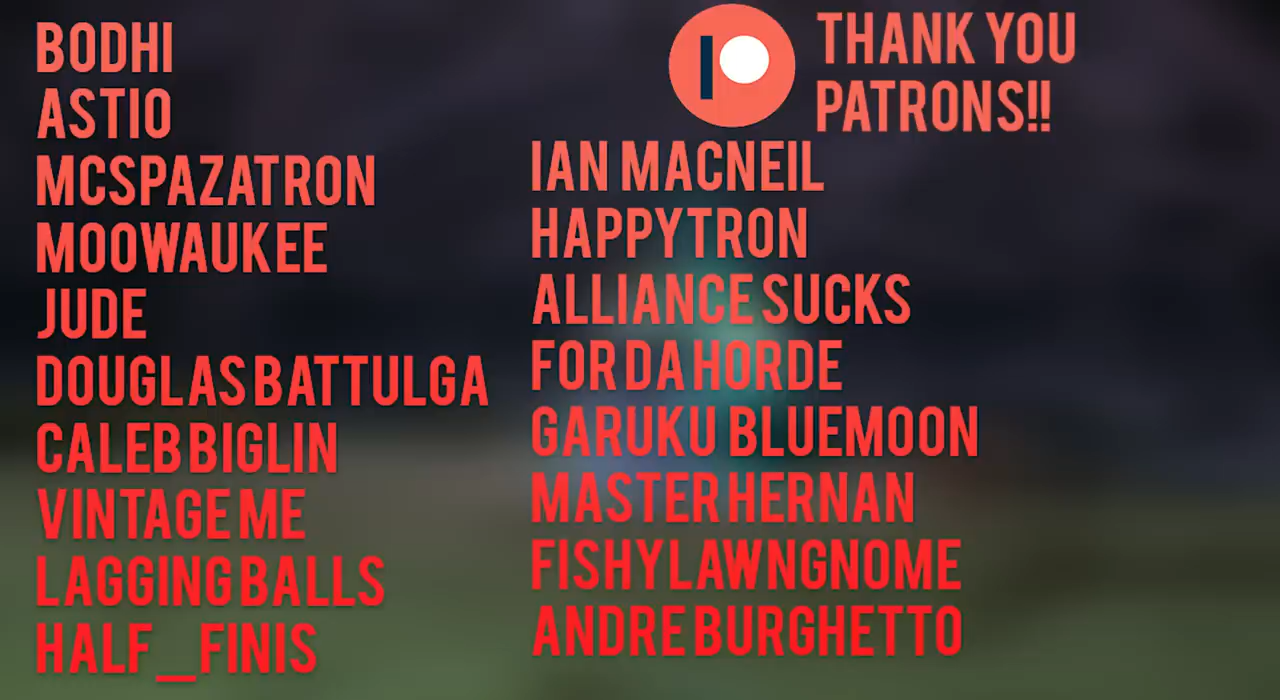 BODHI
ASTIO
MCSPAZATRON
MOOWAUKEE
JUDE
DOUGLAS BATTULGA
CALEB BIGLIN
VINTAGE ME
LAGGING BALLS
HALF_FINIS
THANK YOU
PATRONS!!
IAN MACNEIL
HAPPYTRON
ALLIANCE SUCKS
FOR DA HORDE
GARUKU BLUEMOON
MASTER HERNAN
FISHYLAWNGNOME
ANDRE BURGHETTO